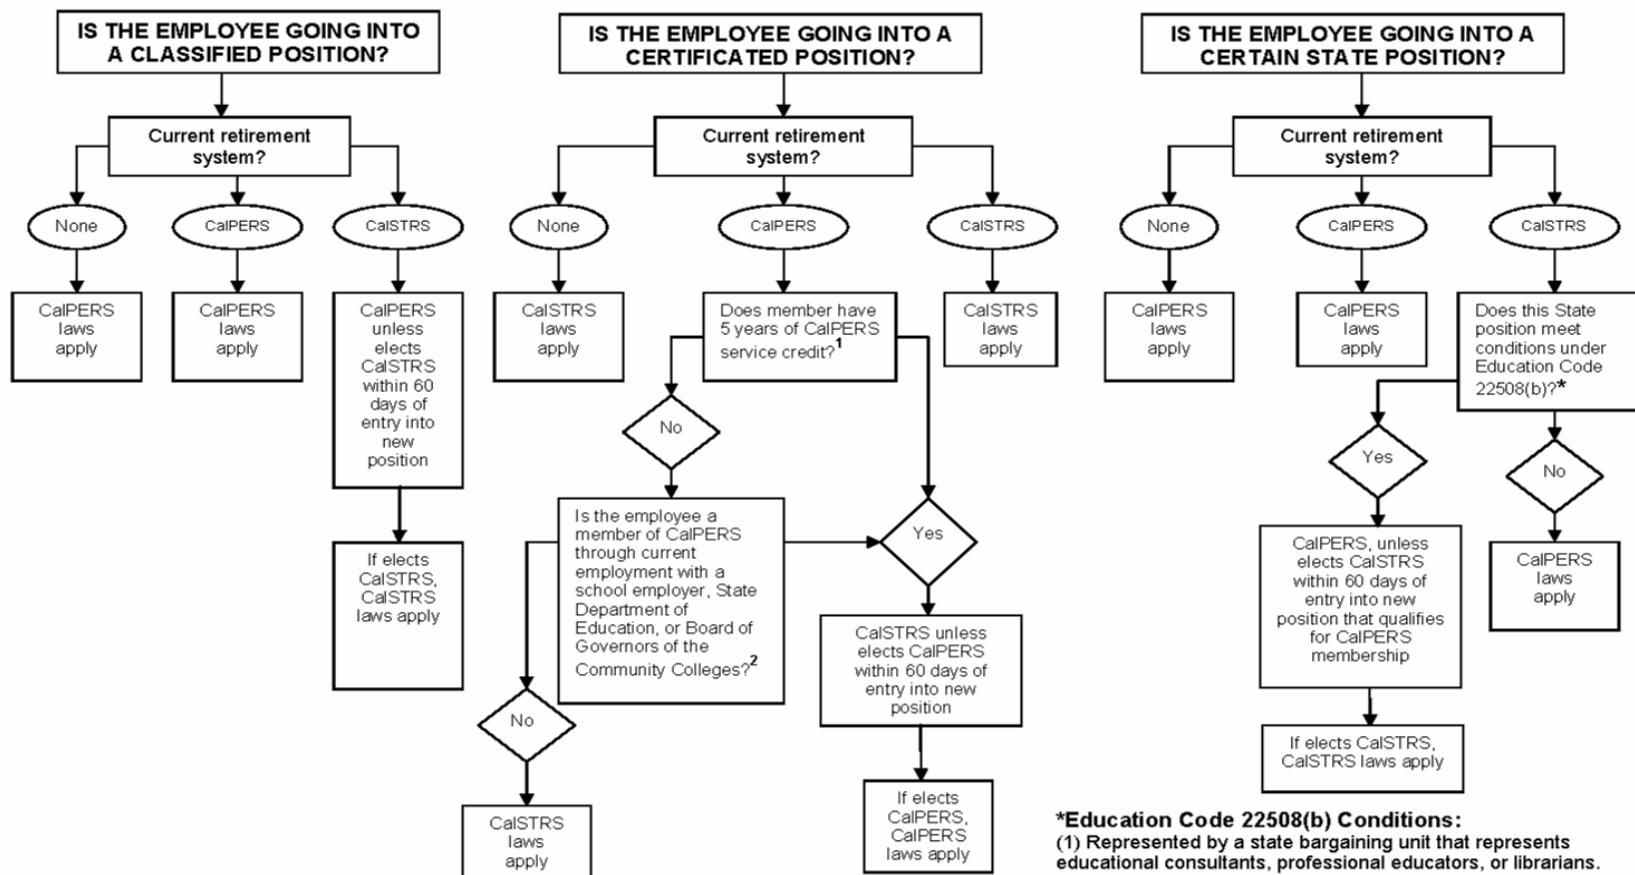 IS THE EMPLOYEE GOING INTO
A CLASSIFIED POSITION?
Current retirement
system?
None
CalPERS
CalSTRS
CalPERS
laws
apply
CalPERS
laws
apply
CalPERS
unless
elects
CalSTRS
within 60
days of
entry into
new
position
If elects
CalSTRS,
CalSTRS
laws apply
IS THE EMPLOYEE GOING INTO A
CERTIFICATED POSITION?
Current retirement
system?
None
CalPERS
CalSTRS
CalSTRS
laws
apply
Does member have
5 years of CalPERS
service credit?1
CalSTRS
laws
apply
No
Is the employee a
member of CalPERS
through current
employment with a
school employer, State
Department of
Education, or Board of
Governors of the
Community Colleges?2
Yes
No
CalSTRS
laws
apply
CalSTRS unless
elects CalPERS
within 60 days of
entry into new
position
If elects
CalPERS,
CalPERS
laws apply
IS THE EMPLOYEE GOING INTO A
CERTAIN STATE POSITION?
Current retirement
system?
None
CalPERS
CalSTRS
CalPERS
laws
apply
CalPERS
laws
apply
Does this State
position meet
conditions under
Education Code
22508(b)?*
Yes
No
CalPERS, unless
elects CalSTRS
within 60 days of
entry into new
position that qualifies
for CalPERS
membership
CalPERS
laws
apply
If elects CalSTRS,
CalSTRS laws apply
*Education Code 22508(b) Conditions:
(1) Represented by a state bargaining unit that represents
educational consultants, professional educators, or librarians.